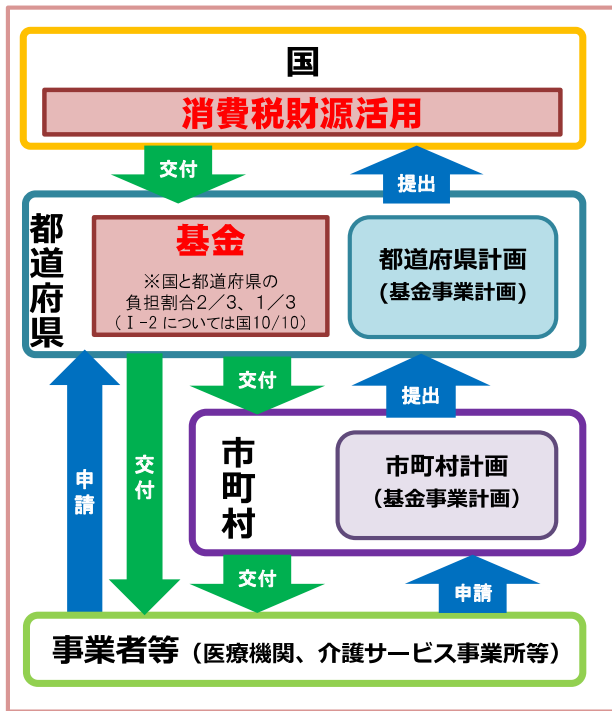 国
消費税財源活用
交付
提出
都道府県
基金
※国と都道府県の
負担割合2／3、1／3
（Ⅰ-2 については国10/10）
都道府県計画
(基金事業計画)
交付
提出
申請
交付
市町村
市町村計画
（基金事業計画）
交付
申請
事業者等（医療機関、介護サービス事業所等）